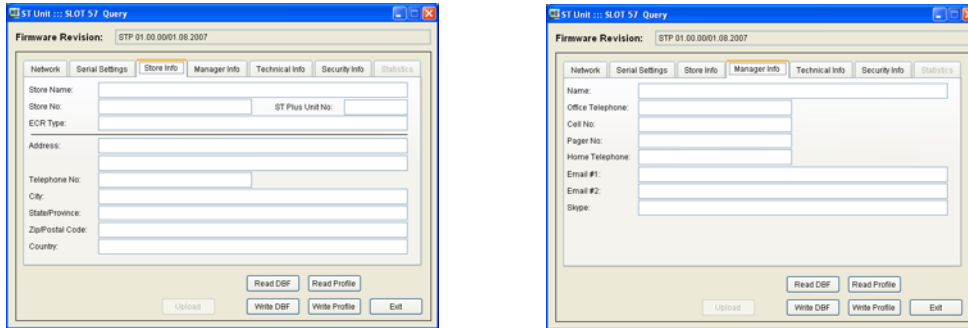 ST Unit ::: SLOT 57 Query
Firmware Revision: STP 01.00.00/01.08.2007
Network Serial Settings Store Info Manager Info Technical Info Security Info Statistics
Store Name:
Store No: ST Plus Unit No:
ECR Type:
Address:
Telephone No:
City:
State/Province:
Zip/Postal Code:
Country:
Read DBF Read Profile
Upload Write DBF Write Profile Exit
ST Unit ::: SLOT 57 Query
Firmware Revision: STP 01.00.00/01.08.2007
Network Serial Settings Store Info Manager Info Technical Info Security Info Statistics
Name:
Office Telephone:
Cell No:
Pager No:
Home Telephone:
Email #1:
Email #2:
Skype:
Read DBF Read Profile
Upload Write DBF Write Profile Exit